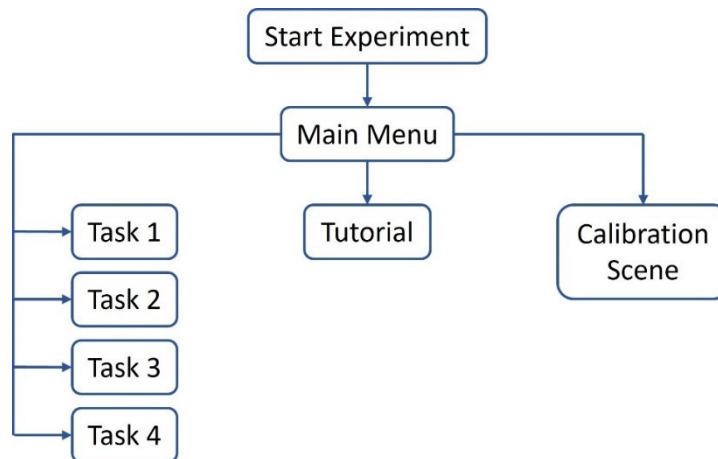 Start Experiment
Main Menu
Task 1
Tutorial
Calibration
Scene
Task 2
Task 3
Task 4